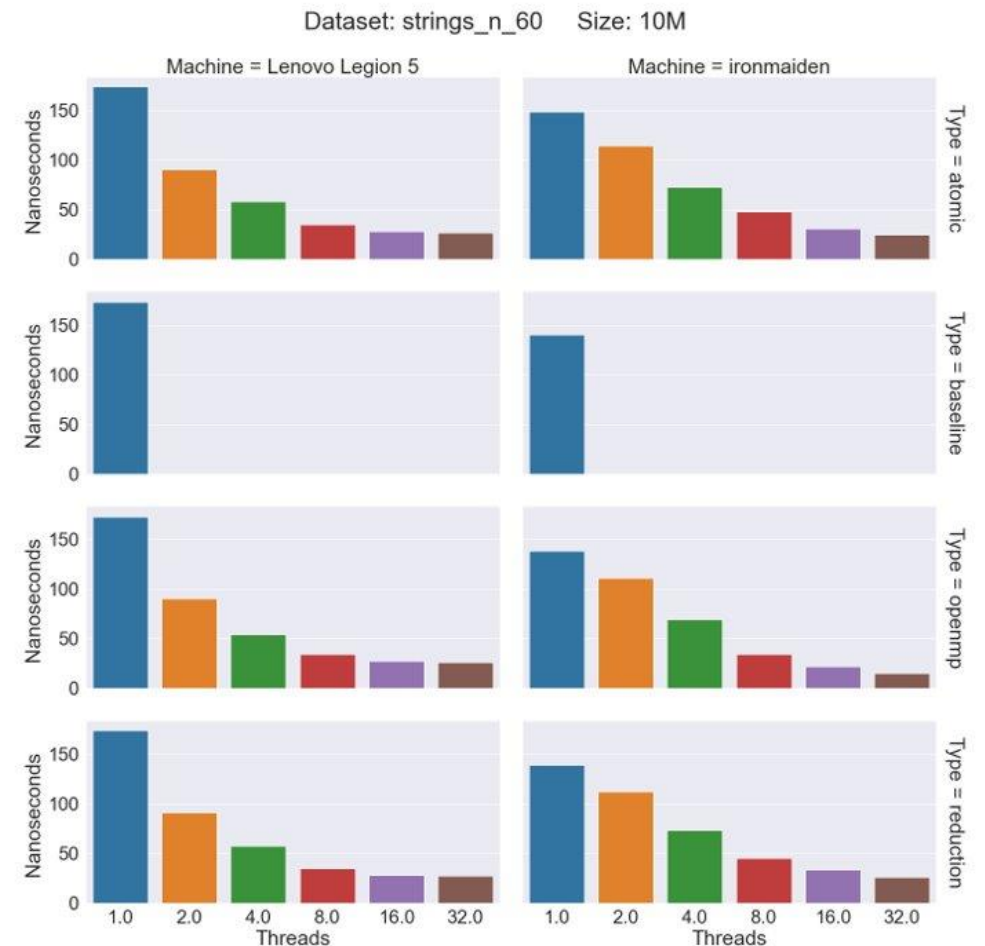 Dataset: strings_n_60 Size: 10M
Machine = Lenovo Legion 5
Machine = ironmaiden
Nanoseconds
150
100
50
0
Type = atomic
Nanoseconds
150
100
50
0
Type = baseline
Nanoseconds
150
100
50
0
Type = openmp
Nanoseconds
150
100
50
0
Type = reduction
1.0 2.0 4.0 8.0 16.0 32.0
Threads
1.0 2.0 4.0 8.0 16.0 32.0
Threads